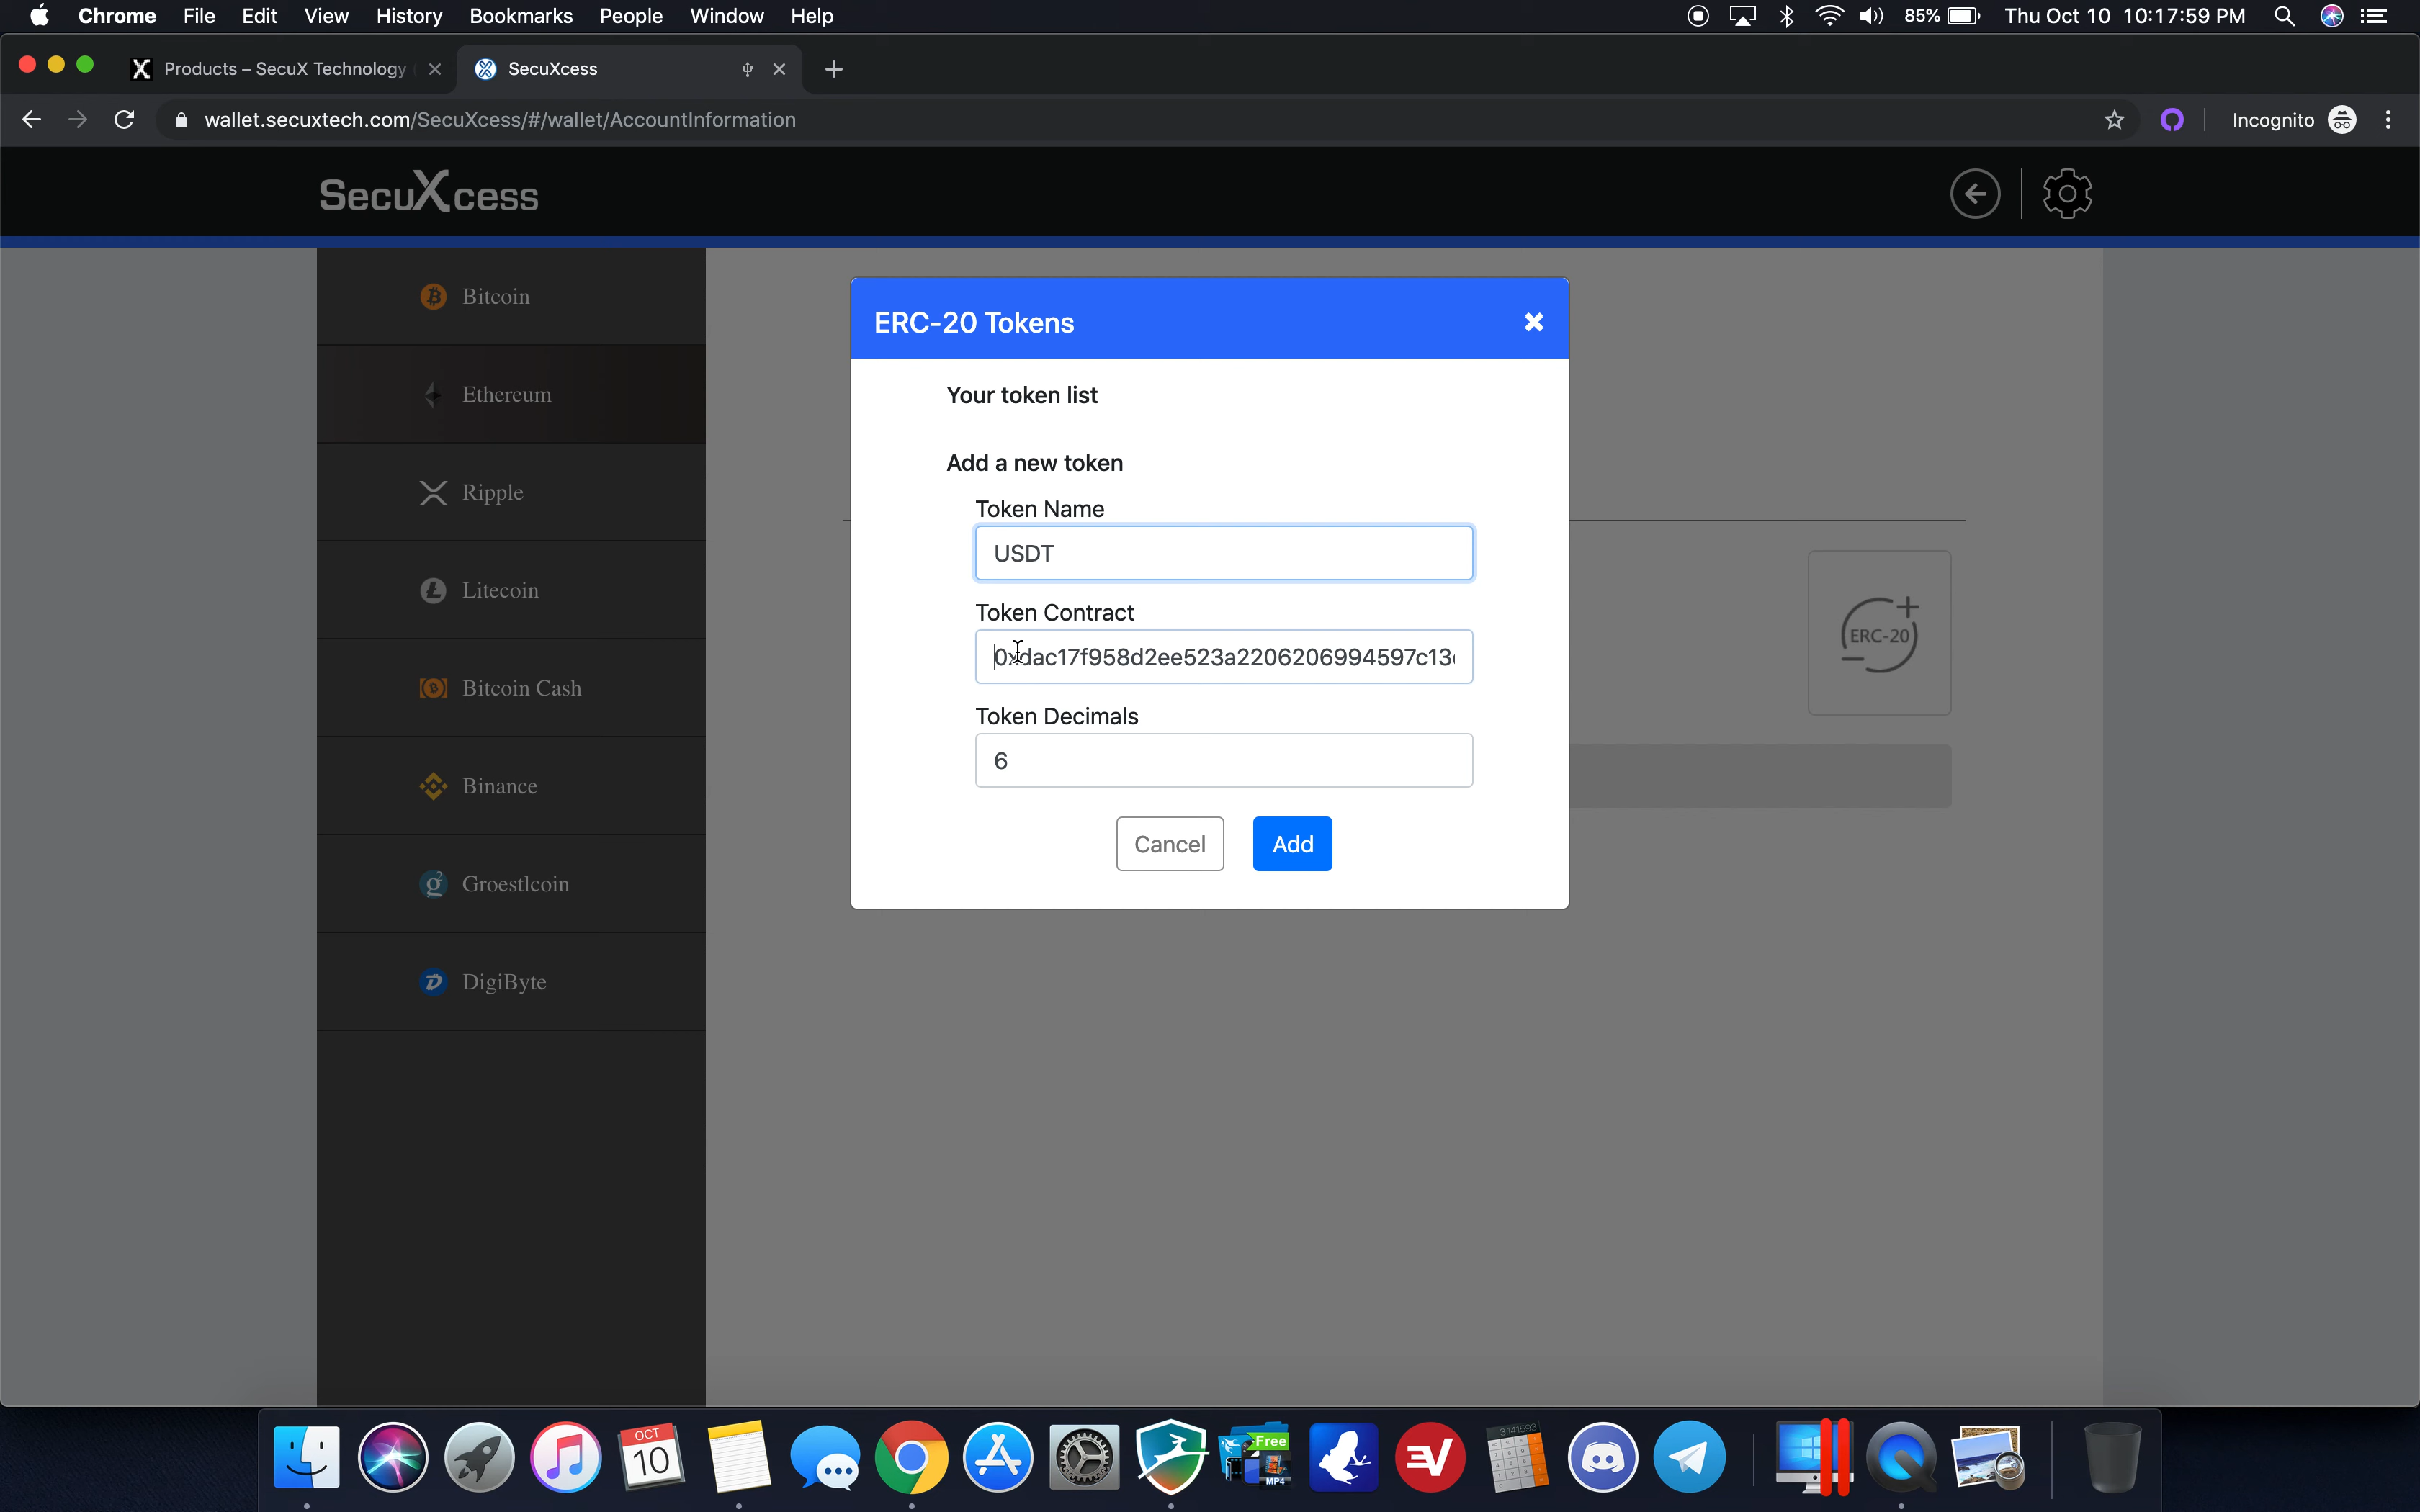 Chrome File Edit View History Bookmarks People Window Help 85% Thu Oct 10 10:17:59 PM
Products – SecuX Technology SecuXcess
wallet.secuxtech.com/SecuXcess/#/wallet/AccountInformation Incognito
SecuXcess
Bitcoin
Ethereum
Ripple
Litecoin
Bitcoin Cash
Binance
Groestlcoin
DigiByte
ERC-20 Tokens
Your token list
Add a new token
Token Name
USDT
Token Contract
0xdac17f958d2ee523a2206206994597c13
Token Decimals
6
Cancel Add
ERC-20
OCT
10
Free
MP4
3.141593